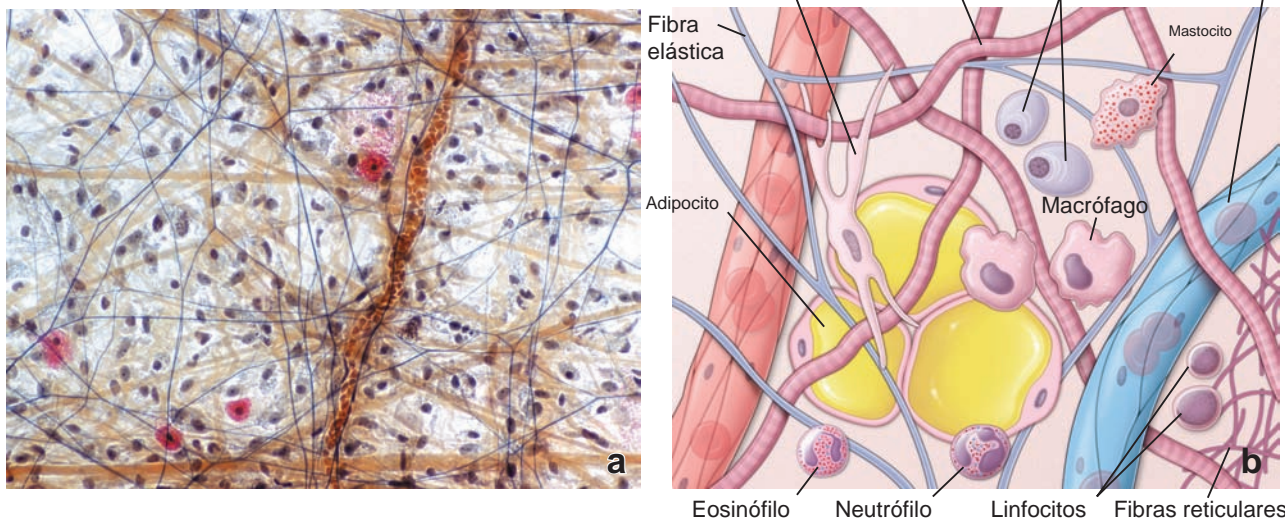 Fibra
elástica
Mastocito
Adipocito
Macrófago
a
b
Eosinófilo
Neutrófilo
Linfocitos
Fibras reticulares